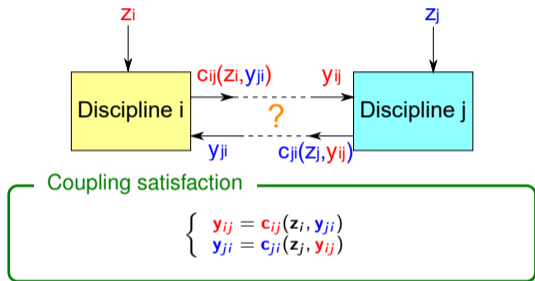 zi zj
cij(zi,yji) yij
Discipline i ? Discipline j
yji cji(zj,yij)
Coupling satisfaction
{ yij = cij(zi, yji)
yji = cji(zj, yij)